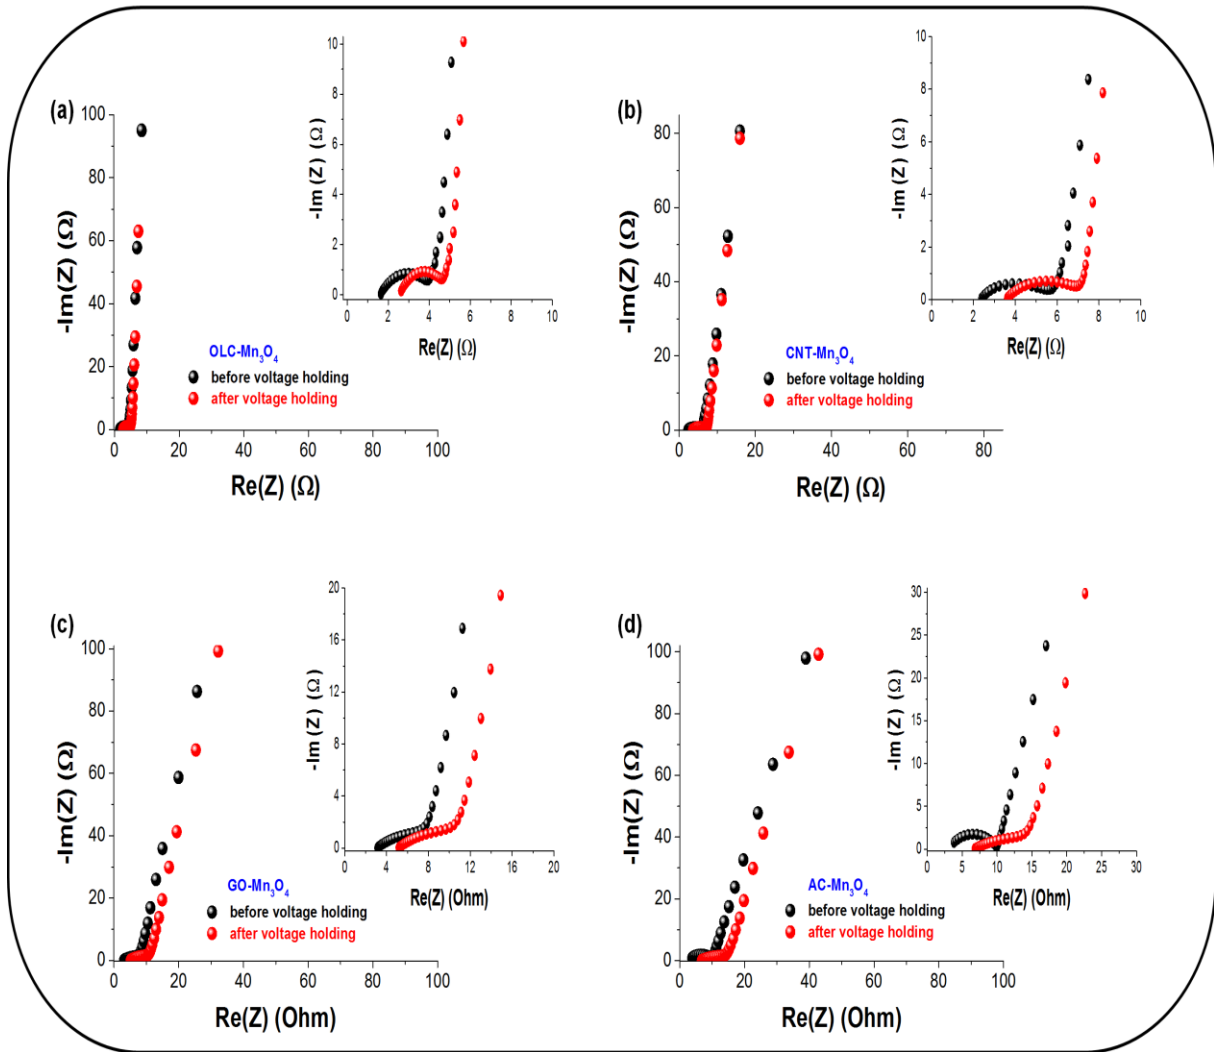 (a)
-Im(Z) (Ω)
100
80
60
40
20
0
0 20 40 60 80 100
Re(Z) (Ω)
OLC-Mn₃O₄
before voltage holding
after voltage holding
-Im (Z) (Ω)
10
8
6
4
2
0
0 2 4 6 8 10
Re(Z) (Ω)
(b)
-Im(Z) (Ω)
80
60
40
20
0
0 20 40 60 80
Re(Z) (Ω)
CNT-Mn₃O₄
before voltage holding
after voltage holding
-Im (Z) (Ω)
10
8
6
4
2
0
0 2 4 6 8 10
Re(Z) (Ω)
(c)
-Im(Z) (Ω)
100
80
60
40
20
0
0 20 40 60 80 100
Re(Z) (Ohm)
GO-Mn₃O₄
before voltage holding
after voltage holding
-Im (Z) (Ω)
20
16
12
8
4
0
0 4 8 12 16 20
Re(Z) (Ohm)
(d)
-Im(Z) (Ω)
100
80
60
40
20
0
0 20 40 60 80 100
Re(Z) (Ohm)
AC-Mn₃O₄
before voltage holding
after voltage holding
-Im (Z) (Ω)
30
25
20
15
10
5
0
0 5 10 15 20 25 30
Re(Z) (Ohm)